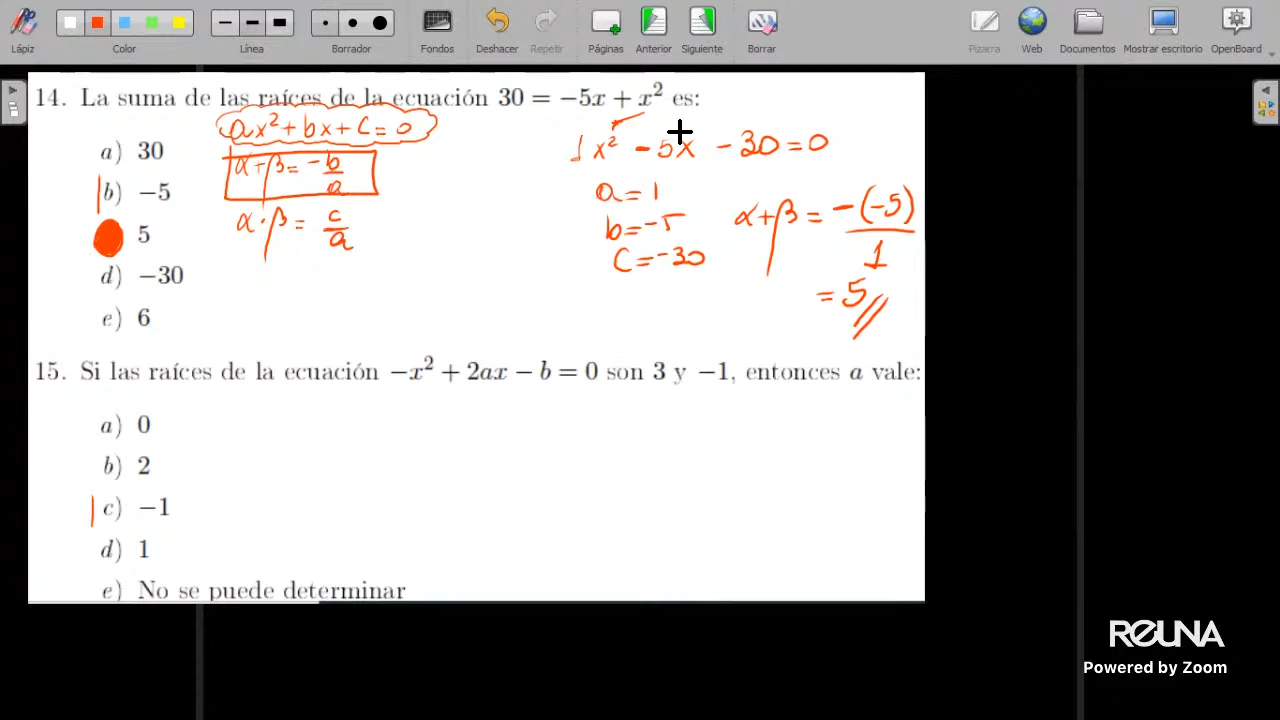 Lápiz Color Línea Borrador Fondos Deshacer Repetir Páginas Anterior Siguiente Borrar Pizarra Web Documentos Mostrar escritorio OpenBoard
14. La suma de las raíces de la ecuación 30 = −5x + x² es:
ax² + bx + c = 0
a) 30
1x² − 5x − 30 = 0
α+β = −b/a
b) −5
a = 1
α·β = c/a
α+β = −(−5)/1
b = −5
5
c = −30
d) −30
= 5
e) 6
15. Si las raíces de la ecuación −x² + 2ax − b = 0 son 3 y −1, entonces a vale:
a) 0
b) 2
c) −1
d) 1
e) No se puede determinar
REUNA
Powered by Zoom